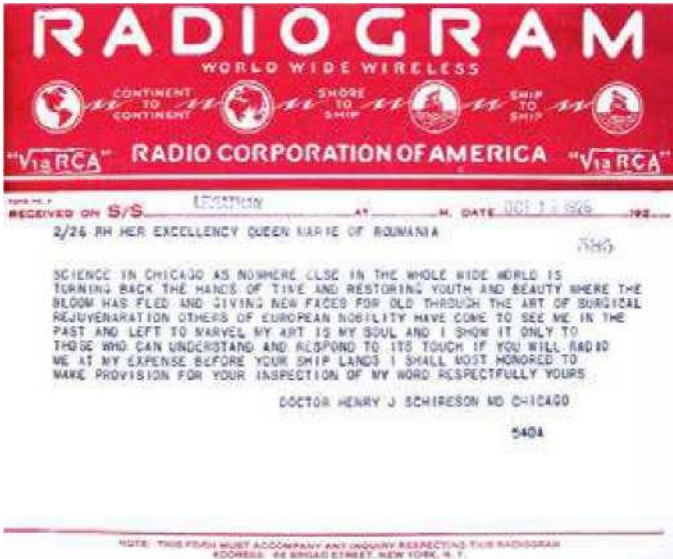 RADIOGRAM
WORLD WIDE WIRELESS
CONTINENT TO CONTINENT
SHORE TO SHIP
SHIP TO SHIP
"Via RCA" RADIO CORPORATION OF AMERICA "Via RCA"
RECEIVED ON S/S LEVIATHAN AT M. DATE OCT 1 1926 192
2/26 RH HER EXCELLENCY QUEEN MARIE OF ROUMANIA
SCIENCE IN CHICAGO AS NOWHERE ELSE IN THE WHOLE WIDE WORLD IS
TURNING BACK THE HANDS OF TIVE AND RESTORING YOUTH AND BEAUTY WHERE THE
BLOOM HAS FLED AND GIVING NEW FACES FOR OLD THROUGH THE ART OF SURGICAL
REJUVENARATION OTHERS OF EUROPEAN NOBILITY HAVE COME TO SEE ME IN THE
PAST AND LEFT TO MARVEL MY ART IS MY SOUL AND I SHOW IT ONLY TO
THOSE WHO CAN UNDERSTAND AND RESPOND TO ITS TOUCH IF YOU WILL RADIO
ME AT MY EXPENSE BEFORE YOUR SHIP LANDS I SHALL MOST HONORED TO
MAKE PROVISION FOR YOUR INSPECTION OF MY WORD RESPECTFULLY YOURS
DOCTOR HENRY J SCHIRESON MD CHICAGO
540A
NOTE: THIS FORM MUST ACCOMPANY ANY INQUIRY RESPECTING THIS RADIOGRAM
ADDRESS: 66 BROAD STREET, NEW YORK, N. Y.